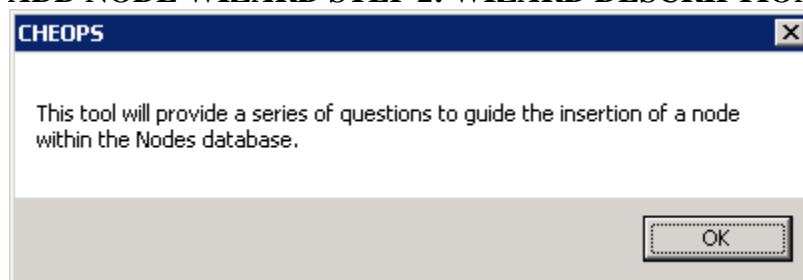 ADD NODE WIZARD STEP 2: WIZARD DESCRIPTION
CHEOPS
This tool will provide a series of questions to guide the insertion of a node
within the Nodes database.
OK